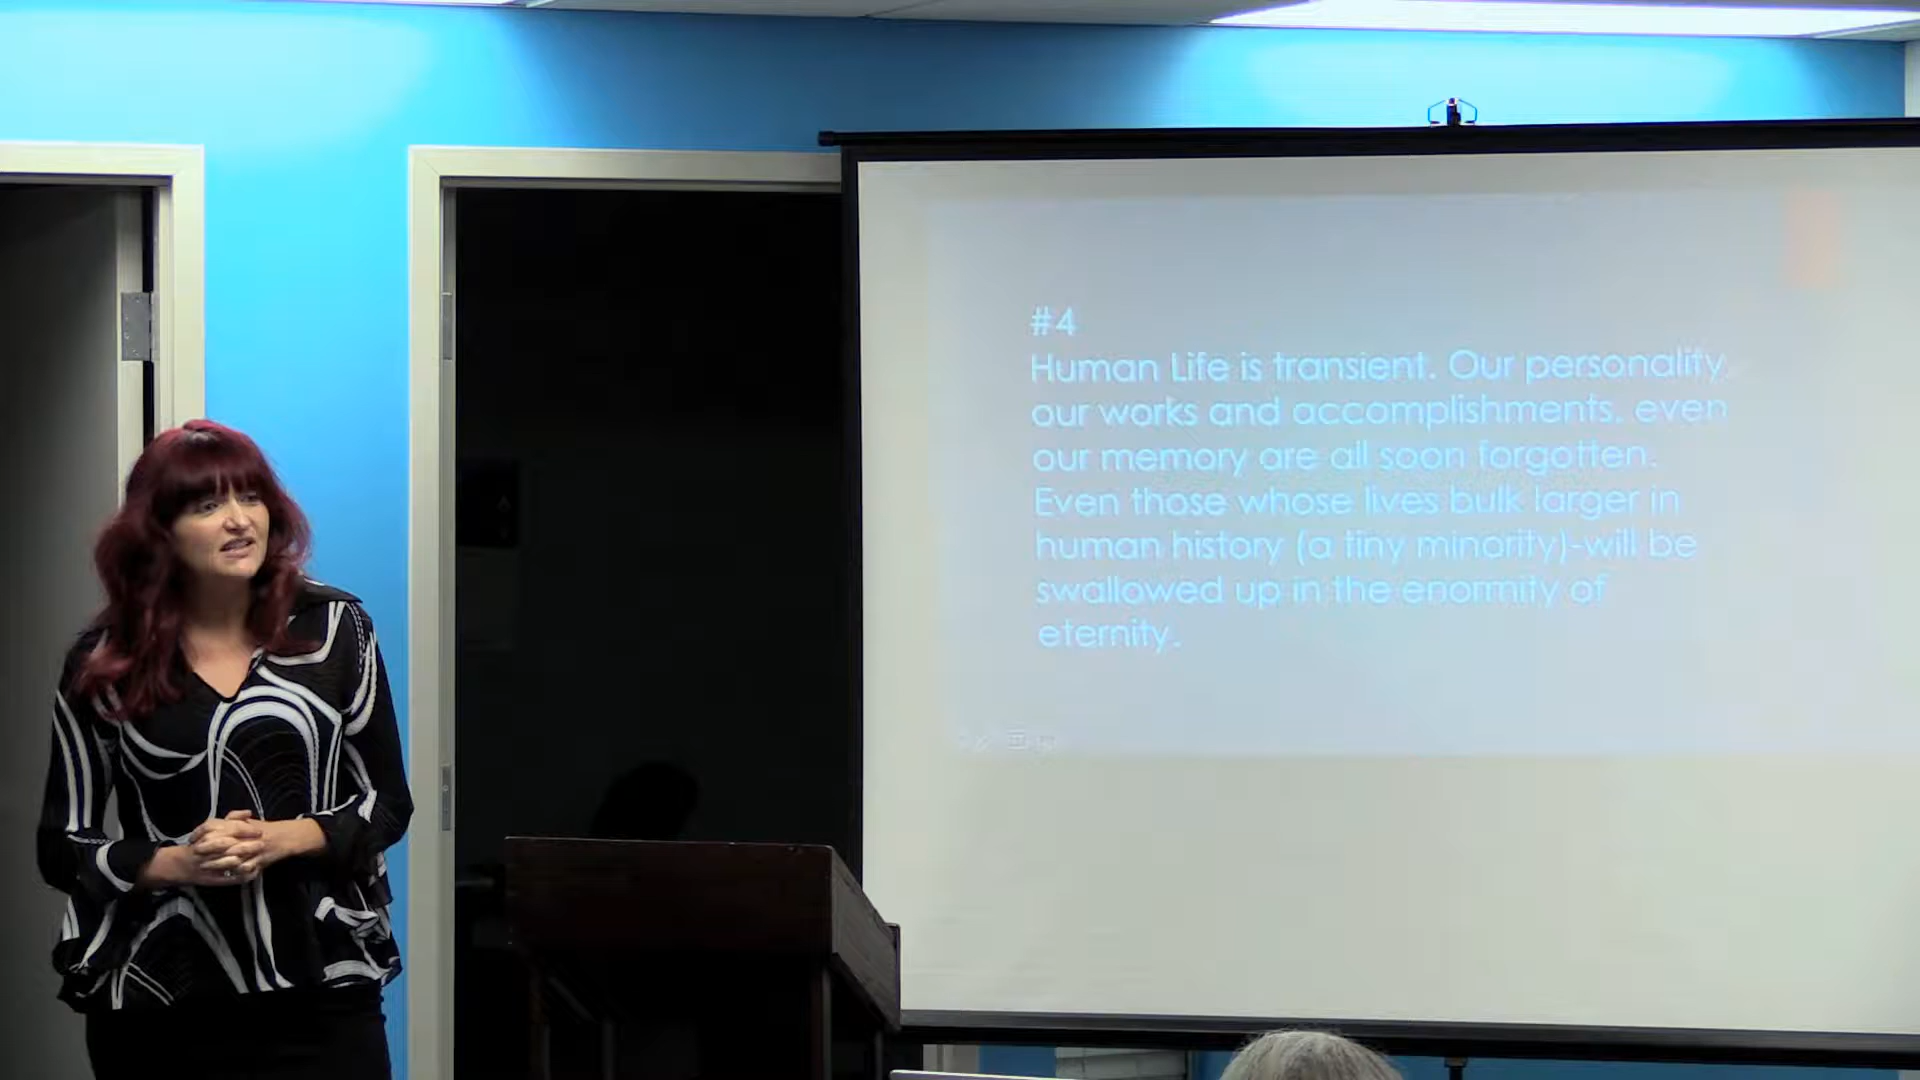 #4
Human Life is transient. Our personality
our works and accomplishments, even
our memory are all soon forgotten.
Even those whose lives bulk larger in
human history (a tiny minority)-will be
swallowed up in the enormity of
eternity.